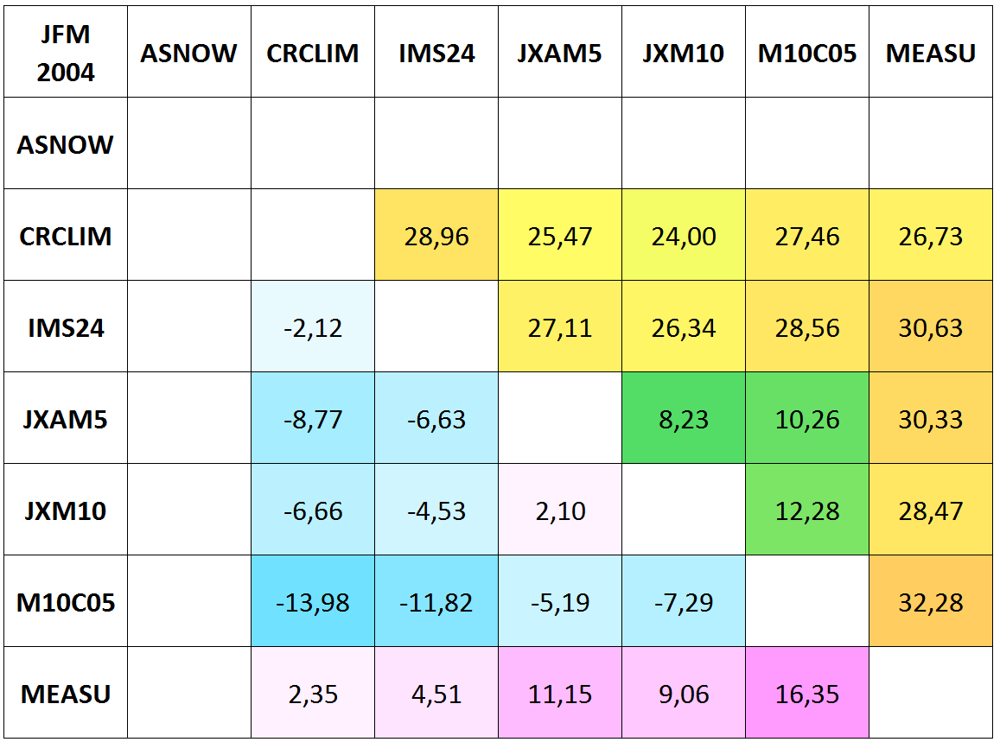 JFM
2004 ASNOW CRCLIM IMS24 JXAM5 JXM10 M10C05 MEASU
ASNOW
CRCLIM 28,96 25,47 24,00 27,46 26,73
IMS24 -2,12 27,11 26,34 28,56 30,63
JXAM5 -8,77 -6,63 8,23 10,26 30,33
JXM10 -6,66 -4,53 2,10 12,28 28,47
M10C05 -13,98 -11,82 -5,19 -7,29 32,28
MEASU 2,35 4,51 11,15 9,06 16,35